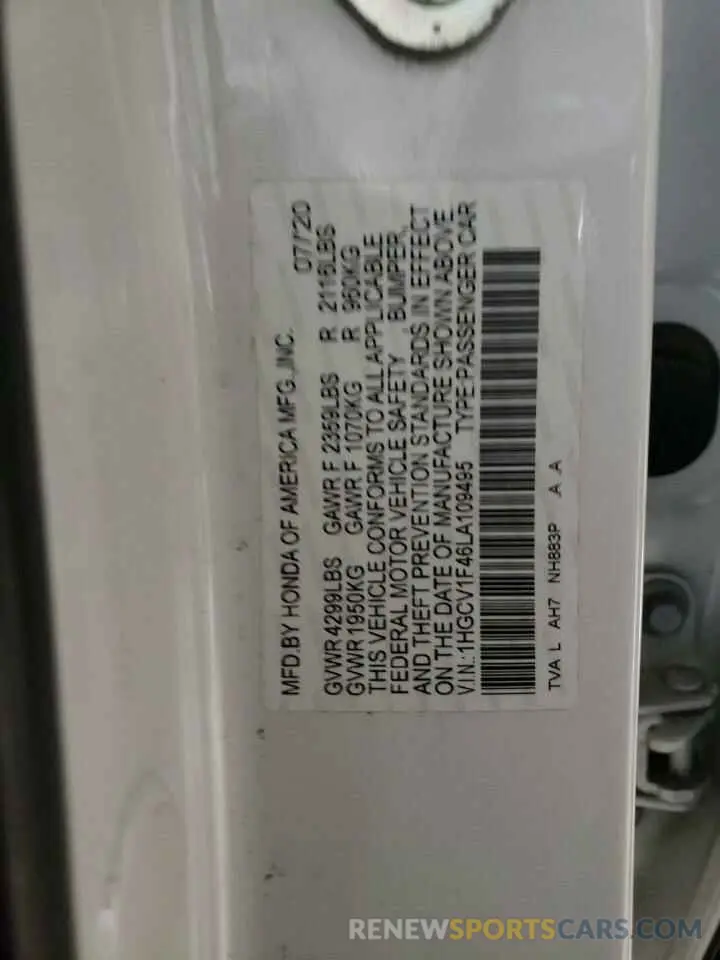 MFD.BY HONDA OF AMERICA MFG.,INC. 07/'20
GVWR 4299LBS GAWR F 2359LBS R 2116LBS
GVWR 1950KG GAWR F 1070KG R 960KG
THIS VEHICLE CONFORMS TO ALL APPLICABLE
FEDERAL MOTOR VEHICLE SAFETY , BUMPER,
AND THEFT PREVENTION STANDARDS IN EFFECT
ON THE DATE OF MANUFACTURE SHOWN ABOVE.
V.I.N.:1HGCV1F46LA109495 TYPE:PASSENGER CAR
TVA L AH7 NH883P A A
RENEWSPORTSCARS.COM